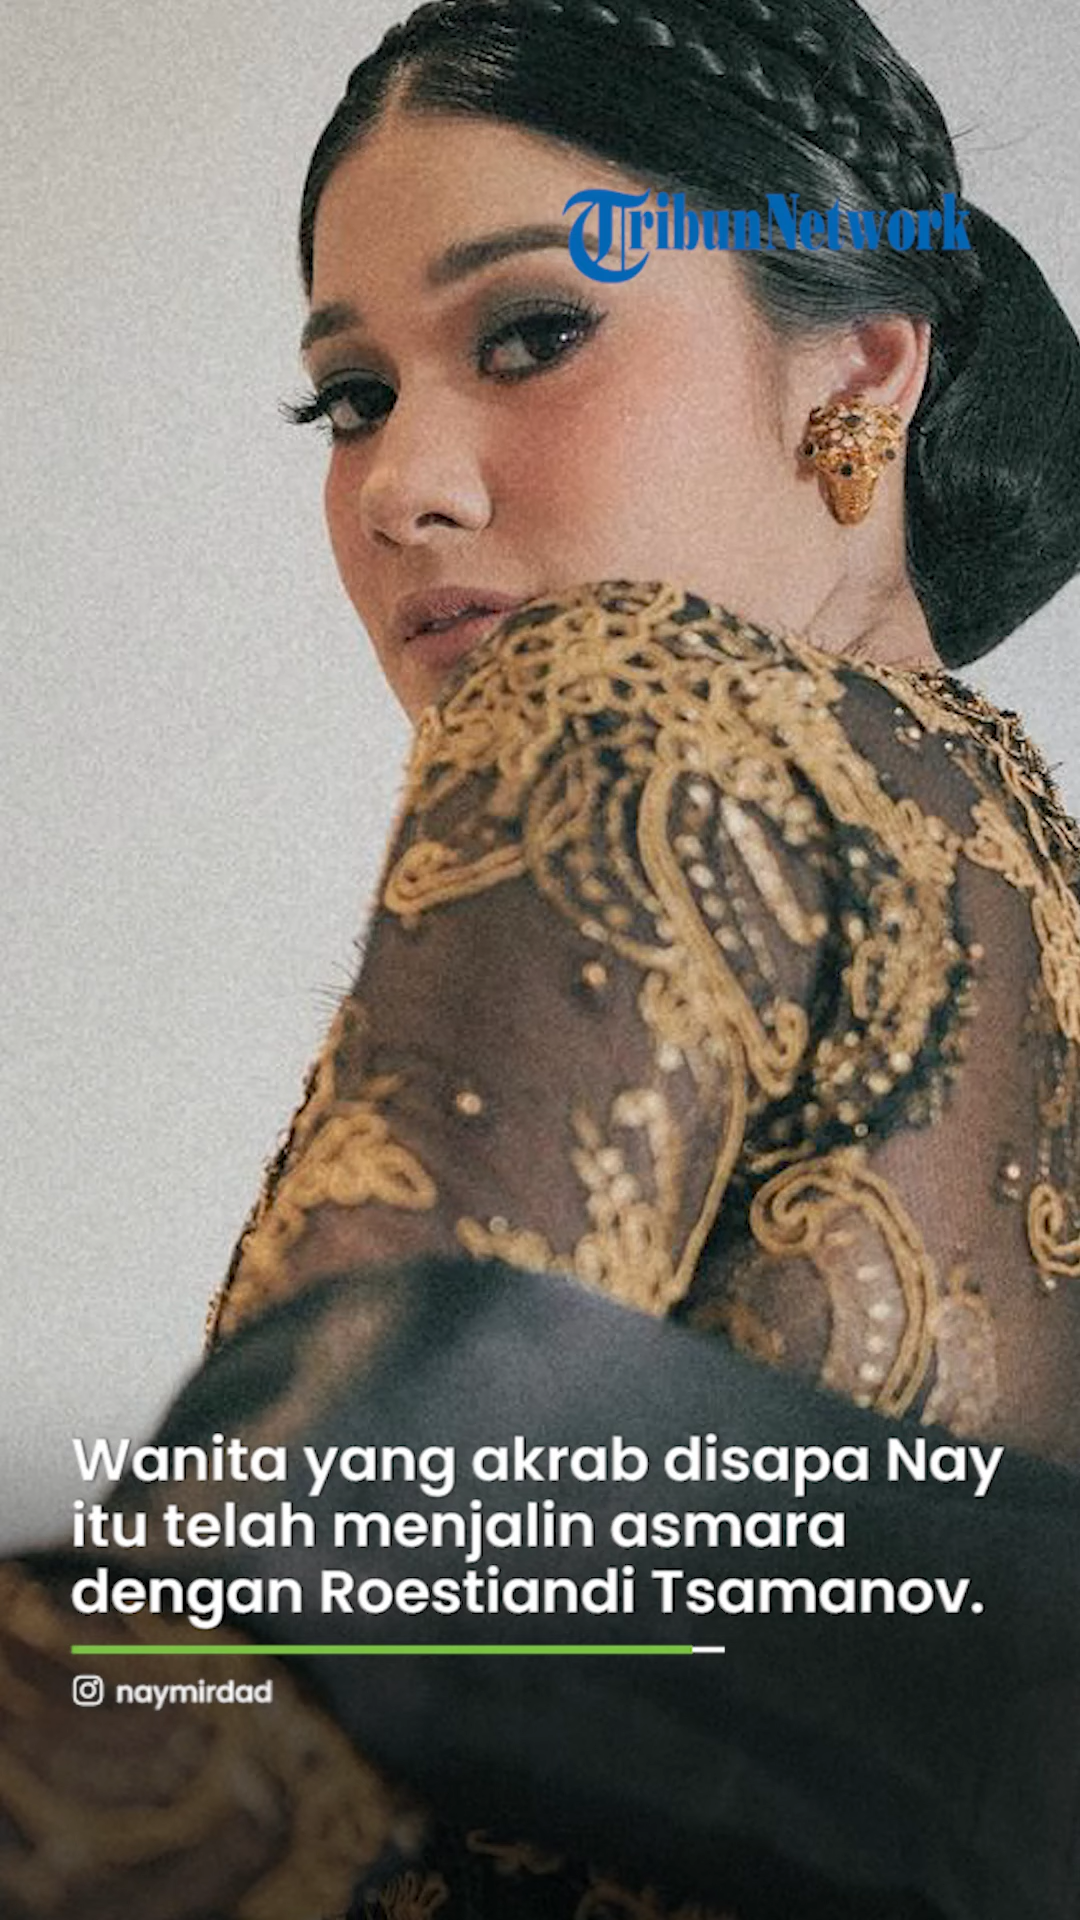 TribunNetwork
Wanita yang akrab disapa Nay
itu telah menjalin asmara
dengan Roestiandi Tsamanov.
naymirdad